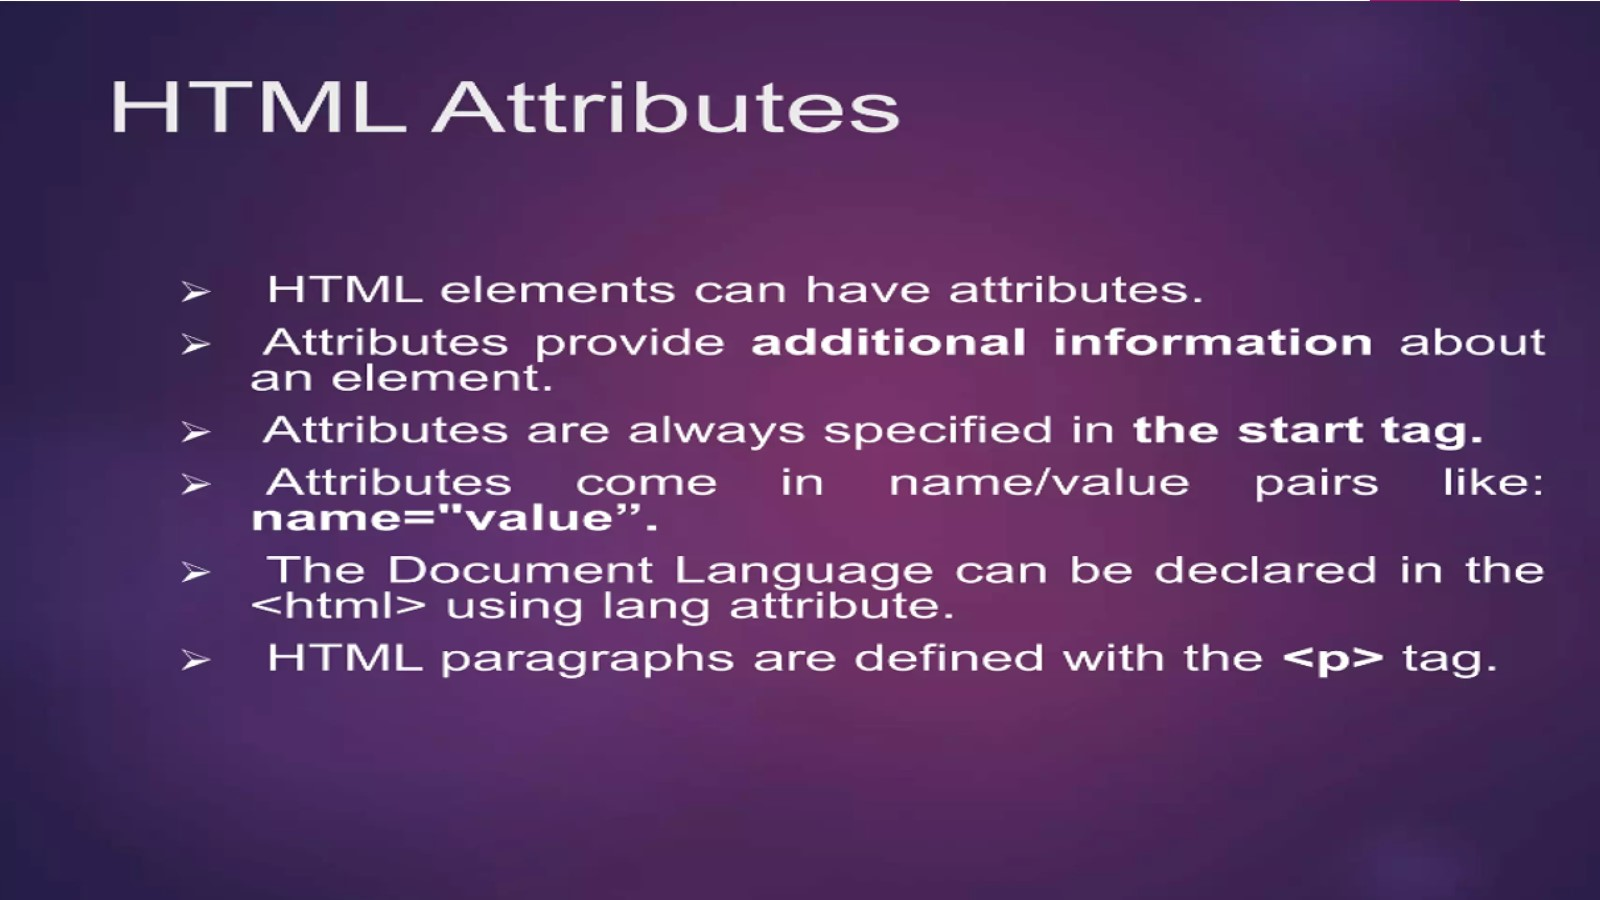 HTML Attributes
➢ HTML elements can have attributes.
➢ Attributes provide additional information about
an element.
➢ Attributes are always specified in the start tag.
➢ Attributes come in name/value pairs like:
name="value”.
➢ The Document Language can be declared in the
<html> using lang attribute.
➢ HTML paragraphs are defined with the <p> tag.